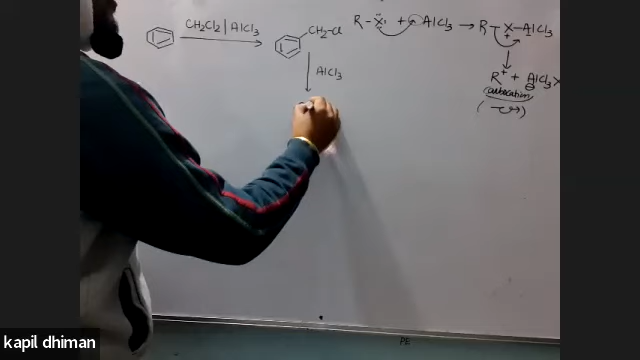 CH₂Cl₂ | AlCl₃
CH₂-Cl
AlCl₃
R-Ẍ: + AlCl₃ → R-X-AlCl₃
+
R⁺ + AlCl₃X
⊖
carbocation
kapil dhiman
PE